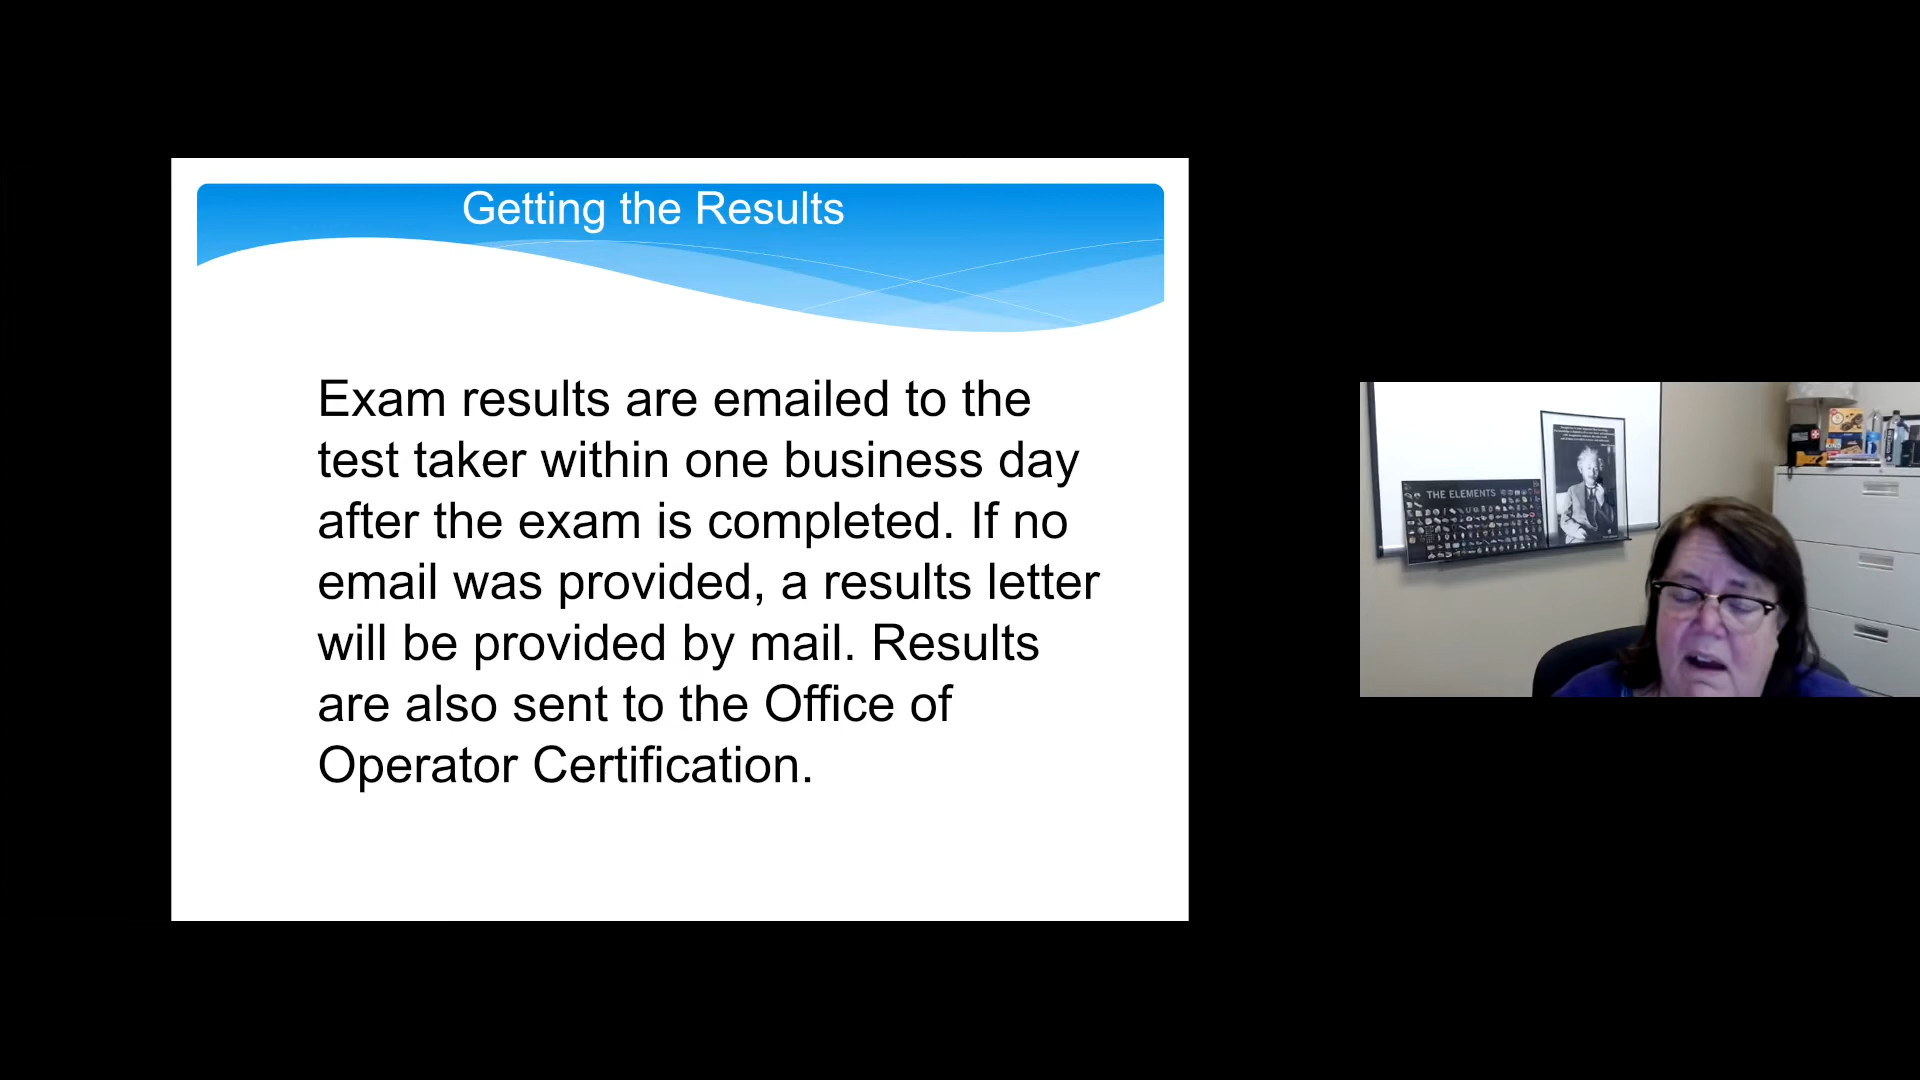 Getting the Results
Exam results are emailed to the
test taker within one business day
after the exam is completed. If no
email was provided, a results letter
will be provided by mail. Results
are also sent to the Office of
Operator Certification.
THE ELEMENTS